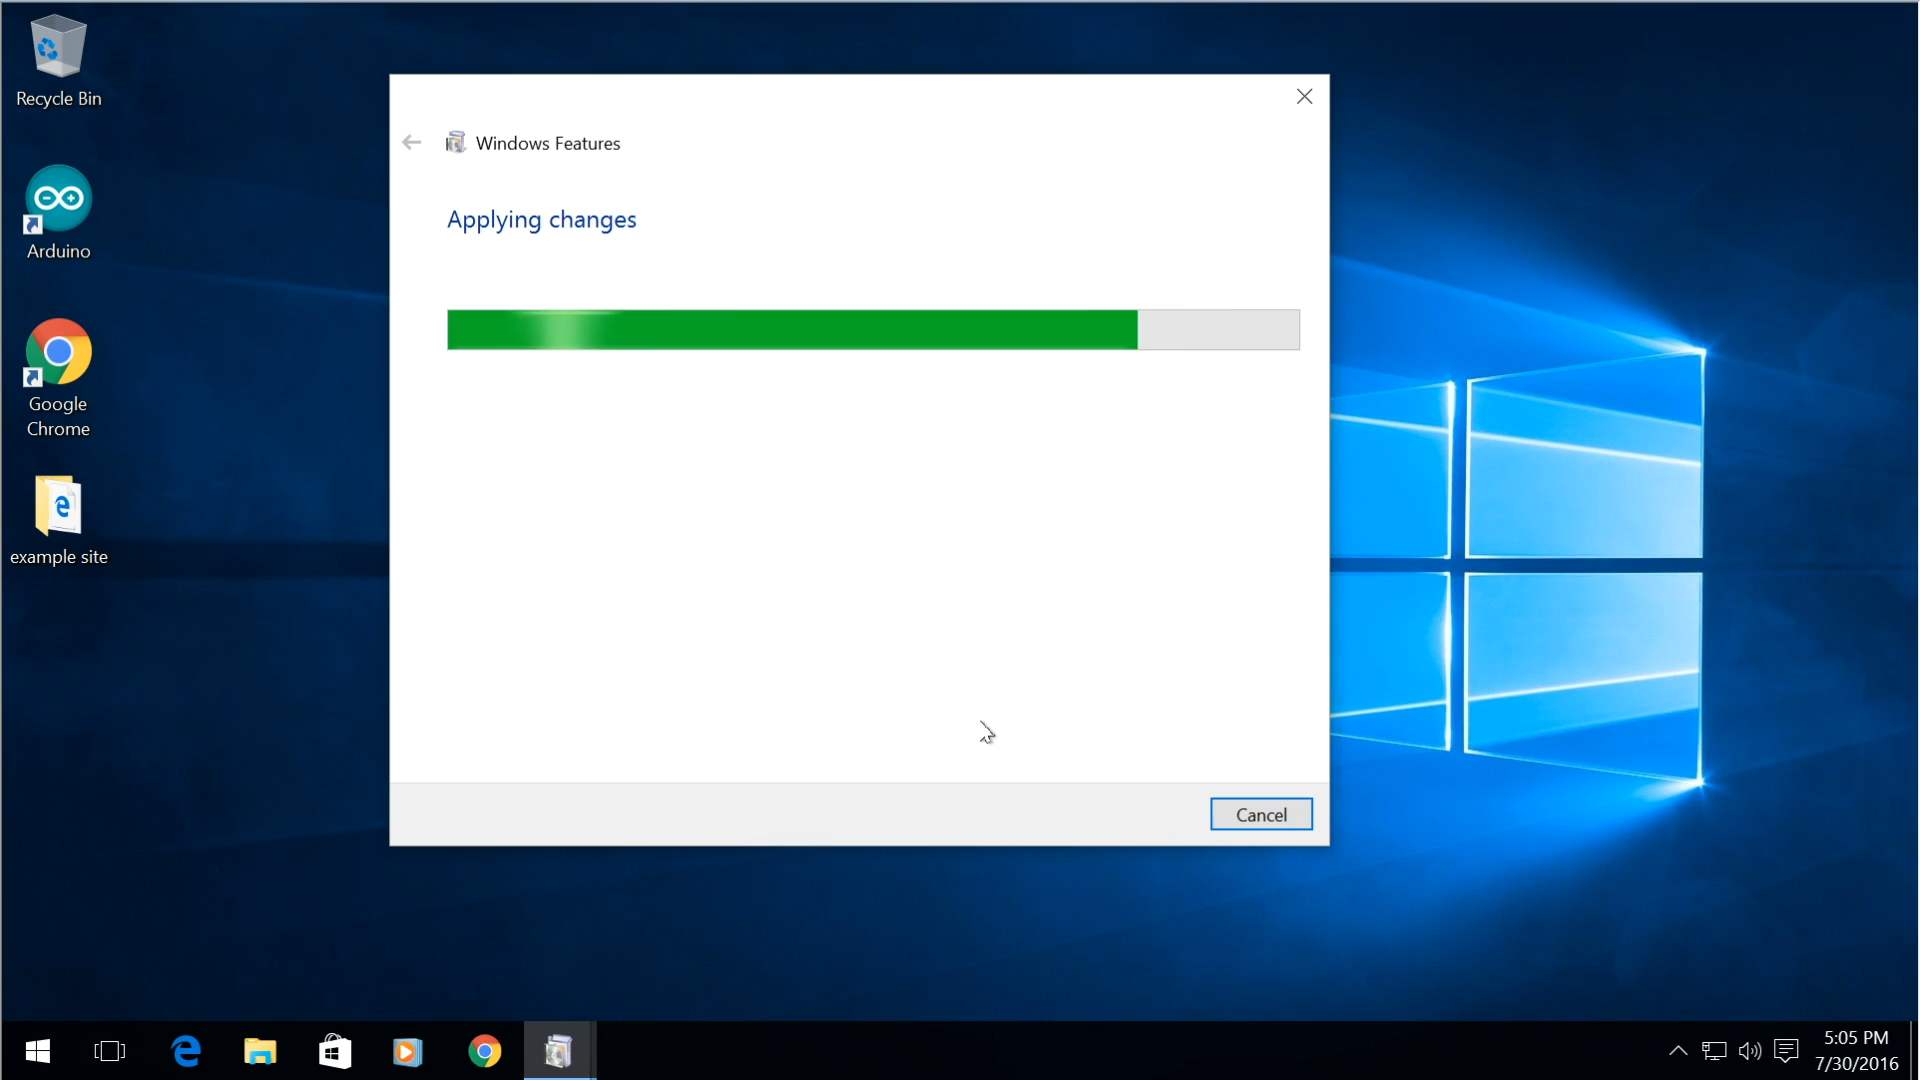 Recycle Bin
Arduino
Google
Chrome
example site
Windows Features
Applying changes
Cancel
5:05 PM
7/30/2016